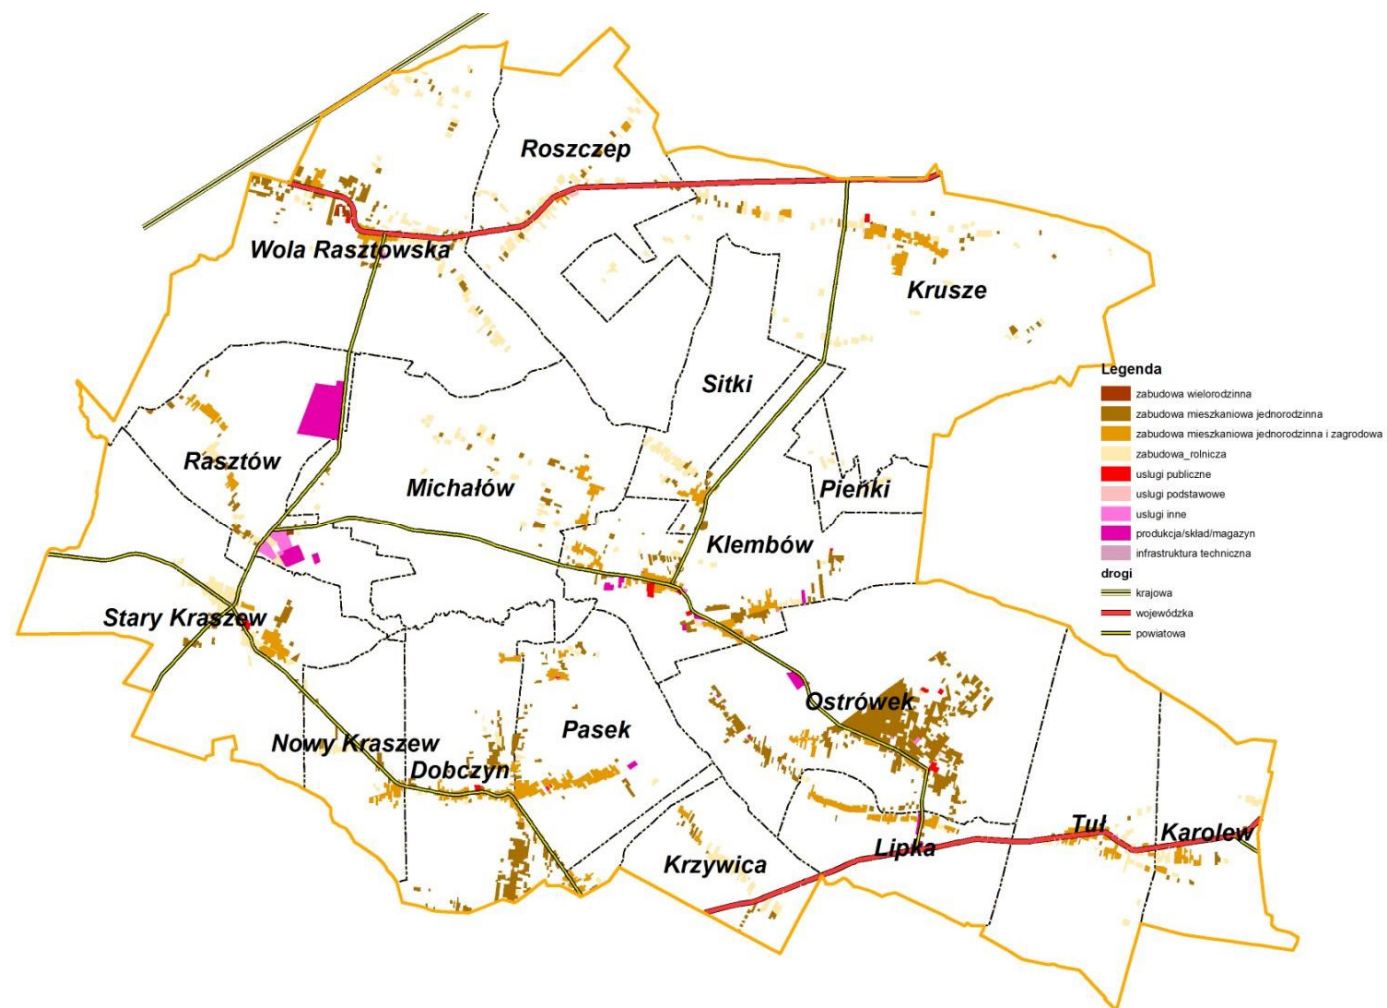 Roszczep
Wola Rasztowska
Krusze
Sitki
Rasztów
Michałów
Pieńki
Klembów
Stary Kraszew
Ostrówek
Pasek
Nowy Kraszew
Dobczyn
Tuł
Karolew
Lipka
Krzywica
Legenda
zabudowa wielorodzinna
zabudowa mieszkaniowa jednorodzinna
zabudowa mieszkaniowa jednorodzinna i zagrodowa
zabudowa_rolnicza
usługi publiczne
usługi podstawowe
usługi inne
produkcja/skład/magazyn
infrastruktura techniczna
drogi
krajowa
wojewódzka
powiatowa